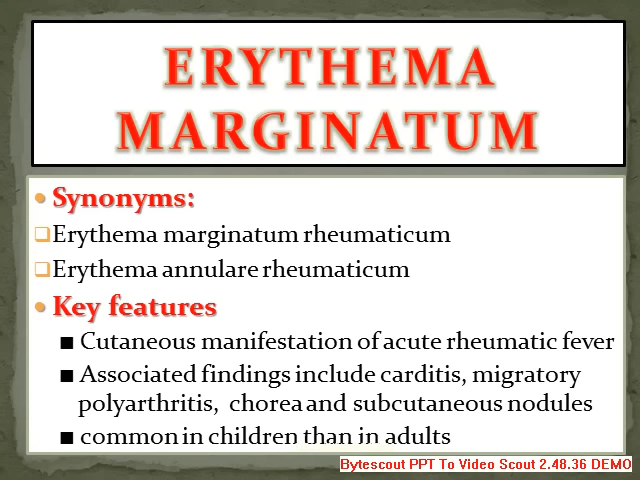 ERYTHEMA
MARGINATUM
• Synonyms:
❑Erythema marginatum rheumaticum
❑Erythema annulare rheumaticum
• Key features
■ Cutaneous manifestation of acute rheumatic fever
■ Associated findings include carditis, migratory
polyarthritis, chorea and subcutaneous nodules
■ common in children than in adults
Bytescout PPT To Video Scout 2.48.36 DEMO